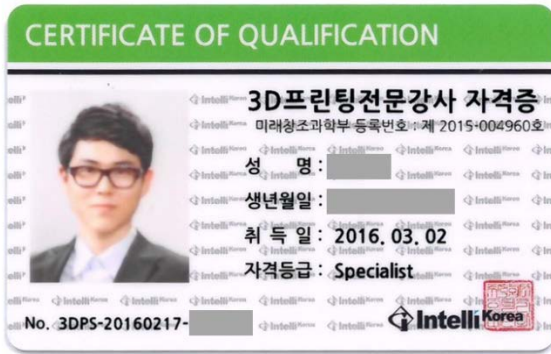 CERTIFICATE OF QUALIFICATION
3D프린팅전문강사 자격증
미래창조과학부 등록번호 : 제 2015-004960호
성 명 :
생년월일 :
취 득 일 : 2016. 03. 02
자격등급 : Specialist
No. 3DPS-20160217-
Intelli Korea